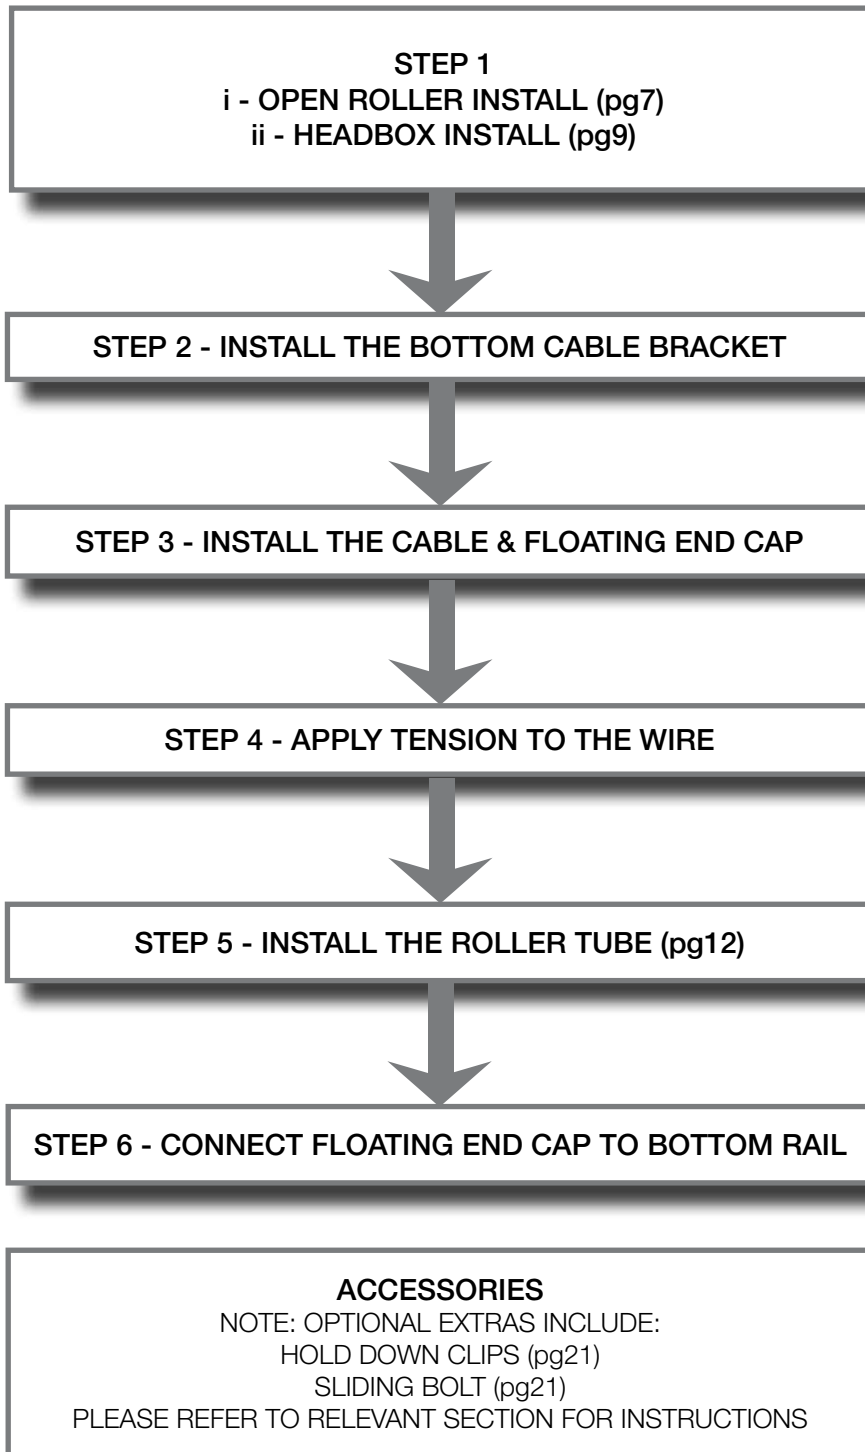 STEP 1
i - OPEN ROLLER INSTALL (pg7)
ii - HEADBOX INSTALL (pg9)
STEP 2 - INSTALL THE BOTTOM CABLE BRACKET
STEP 3 - INSTALL THE CABLE & FLOATING END CAP
STEP 4 - APPLY TENSION TO THE WIRE
STEP 5 - INSTALL THE ROLLER TUBE (pg12)
STEP 6 - CONNECT FLOATING END CAP TO BOTTOM RAIL
ACCESSORIES
NOTE: OPTIONAL EXTRAS INCLUDE:
HOLD DOWN CLIPS (pg21)
SLIDING BOLT (pg21)
PLEASE REFER TO RELEVANT SECTION FOR INSTRUCTIONS